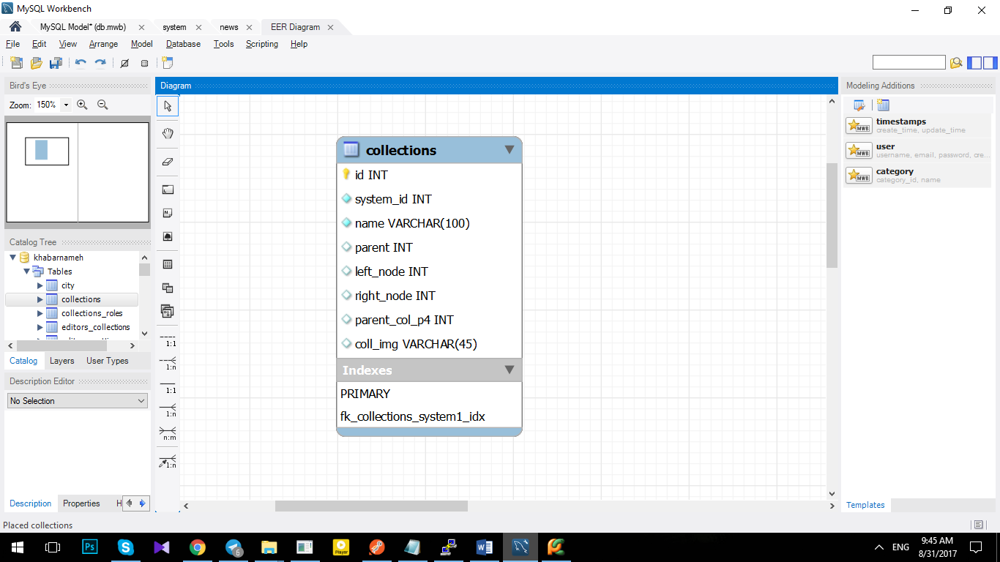 MySQL Workbench
MySQL Model* (db.mwb)
system
news
EER Diagram
File Edit View Arrange Model Database Tools Scripting Help
Bird's Eye
Zoom: 150%
Catalog Tree
khabarnameh
Tables
city
collections
collections_roles
editors_collections
Catalog Layers User Types
Description Editor
No Selection
Description Properties H
Placed collections
Diagram
1:1
1:n
1:1
1:n
n:m
1:n
collections
id INT
system_id INT
name VARCHAR(100)
parent INT
left_node INT
right_node INT
parent_col_p4 INT
coll_img VARCHAR(45)
Indexes
PRIMARY
fk_collections_system1_idx
Modeling Additions
timestamps
create_time, update_time
user
username, email, password, cre...
category
category_id, name
MWB
MWB
MWB
Templates
Ps
6
Player
ENG
9:45 AM
8/31/2017